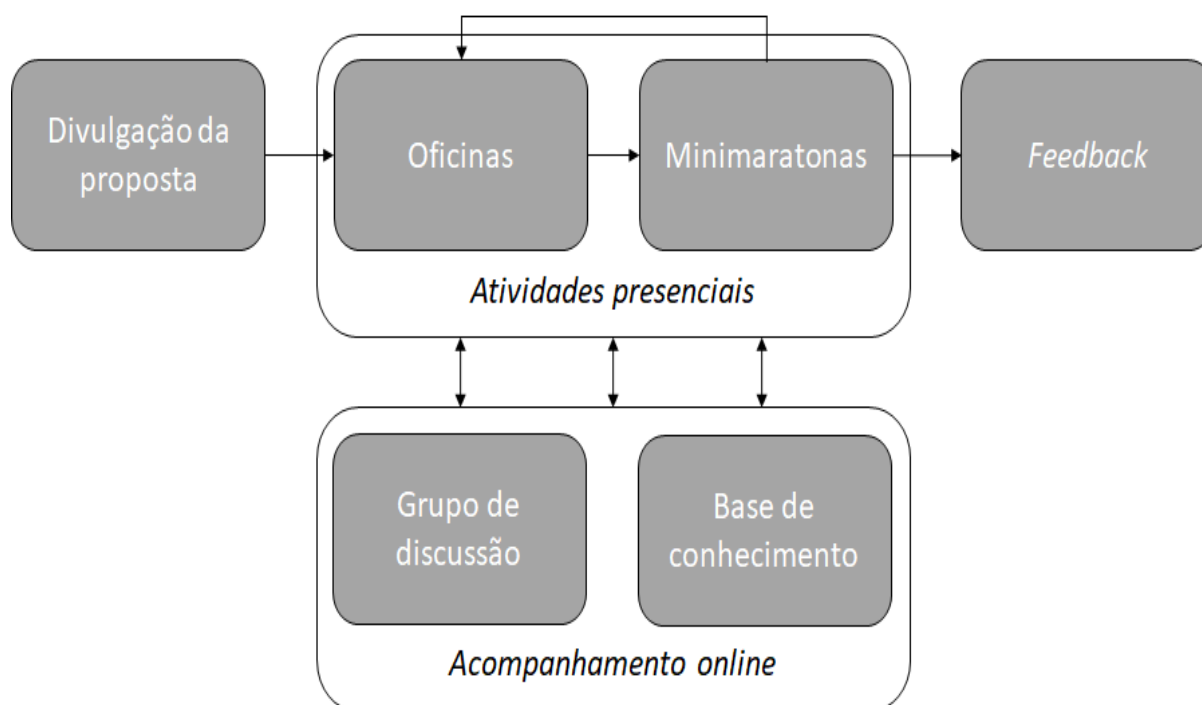 Divulgação da
proposta
Oficinas
Minimaratonas
Feedback
Atividades presenciais
Grupo de
discussão
Base de
conhecimento
Acompanhamento online